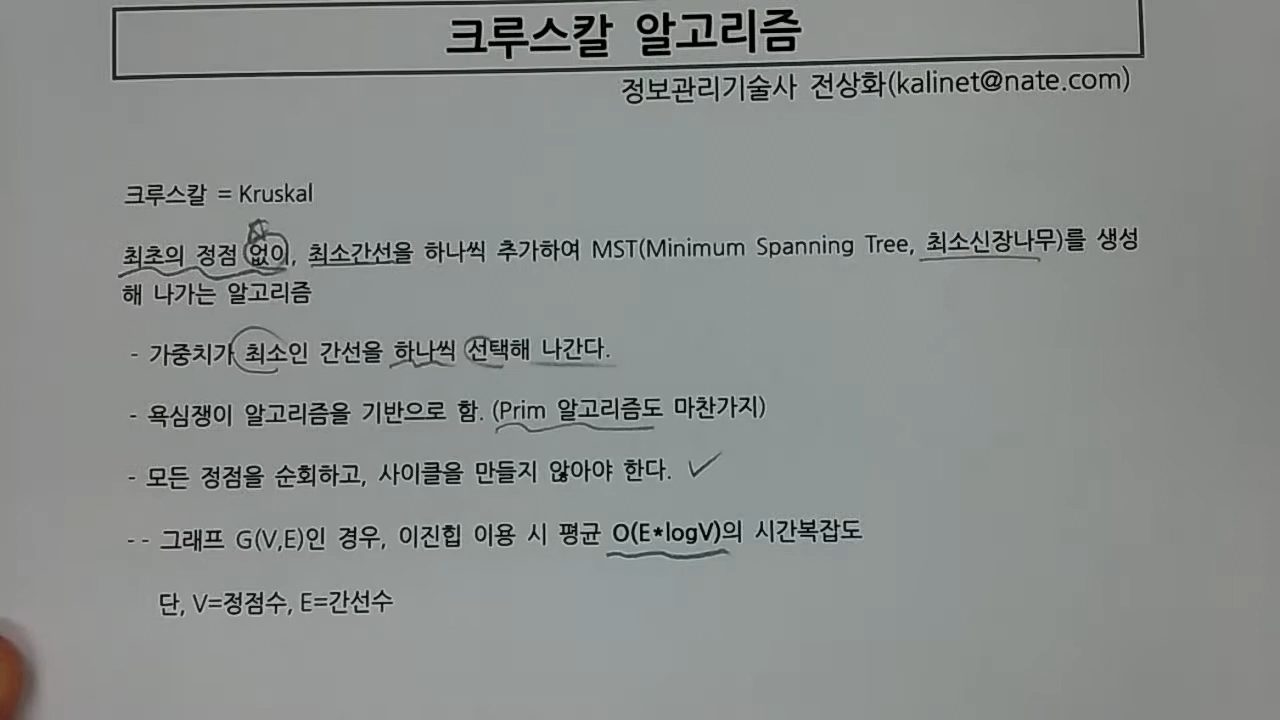 크루스칼 알고리즘
정보관리기술사 전상화(kalinet@nate.com)
크루스칼 = Kruskal
최초의 정점 없이, 최소간선을 하나씩 추가하여 MST(Minimum Spanning Tree, 최소신장나무)를 생성
해 나가는 알고리즘
- 가중치가 최소인 간선을 하나씩 선택해 나간다.
- 욕심쟁이 알고리즘을 기반으로 함. (Prim 알고리즘도 마찬가지)
- 모든 정점을 순회하고, 사이클을 만들지 않아야 한다.
-- 그래프 G(V,E)인 경우, 이진힙 이용 시 평균 O(E*logV)의 시간복잡도
단, V=정점수, E=간선수